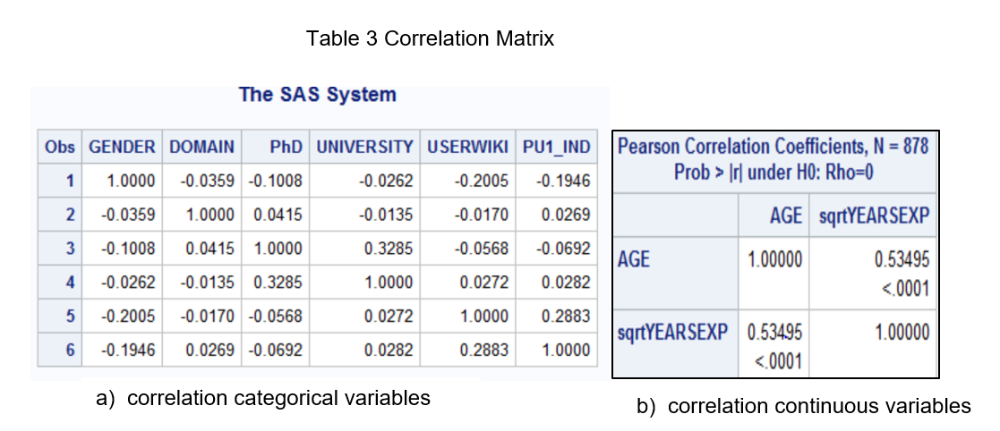 Table 3 Correlation Matrix
The SAS System
Obs GENDER DOMAIN PhD UNIVERSITY USERWIKI PU1_IND
1 1.0000 -0.0359 -0.1008 -0.0262 -0.2005 -0.1946
2 -0.0359 1.0000 0.0415 -0.0135 -0.0170 0.0269
3 -0.1008 0.0415 1.0000 0.3285 -0.0568 -0.0692
4 -0.0262 -0.0135 0.3285 1.0000 0.0272 0.0282
5 -0.2005 -0.0170 -0.0568 0.0272 1.0000 0.2883
6 -0.1946 0.0269 -0.0692 0.0282 0.2883 1.0000
a) correlation categorical variables
Pearson Correlation Coefficients, N = 878
Prob > |r| under H0: Rho=0
AGE sqrtYEARSEXP
AGE 1.00000 0.53495
<.0001
sqrtYEARSEXP 0.53495 1.00000
<.0001
b) correlation continuous variables